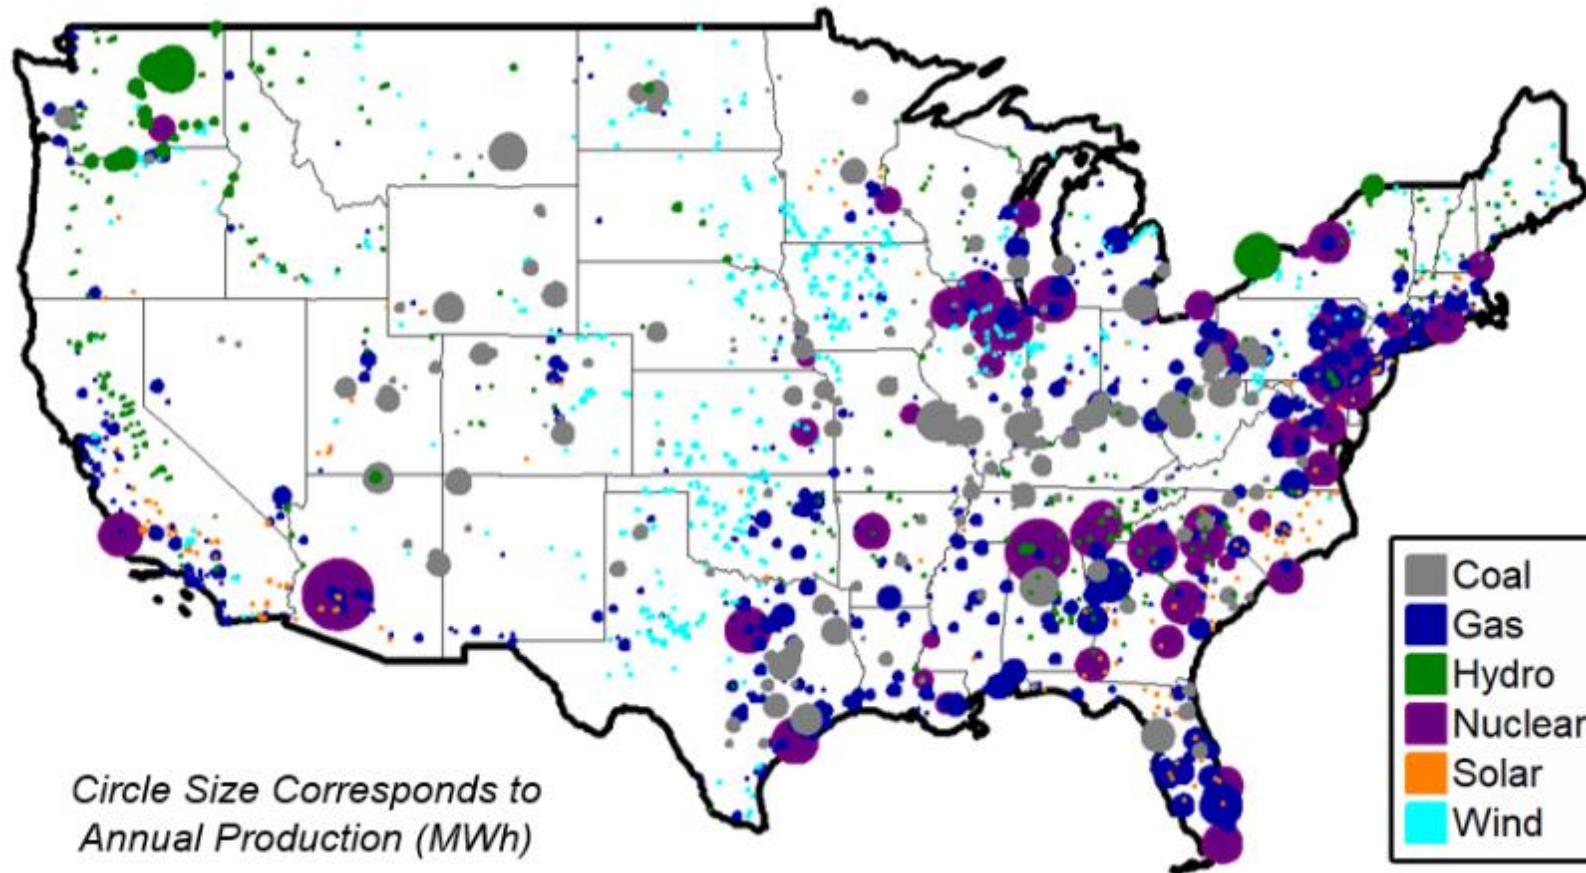 Coal
Gas
Hydro
Nuclear
Solar
Wind
Circle Size Corresponds to
Annual Production (MWh)